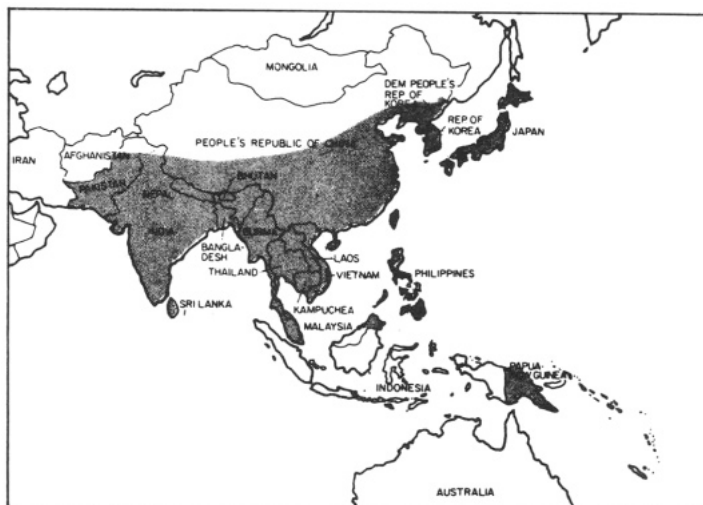 MONGOLIA
DEM PEOPLE'S
REP OF
KOREA
REP OF
KOREA
JAPAN
PEOPLE'S REPUBLIC OF CHINA
IRAN
AFGHANISTAN
PAKISTAN
NEPAL
BHUTAN
INDIA
BURMA
BANGLA-
DESH
LAOS
THAILAND
VIETNAM
PHILIPPINES
SRI LANKA
KAMPUCHEA
MALAYSIA
INDONESIA
PAPUA
NEW GUINEA
AUSTRALIA